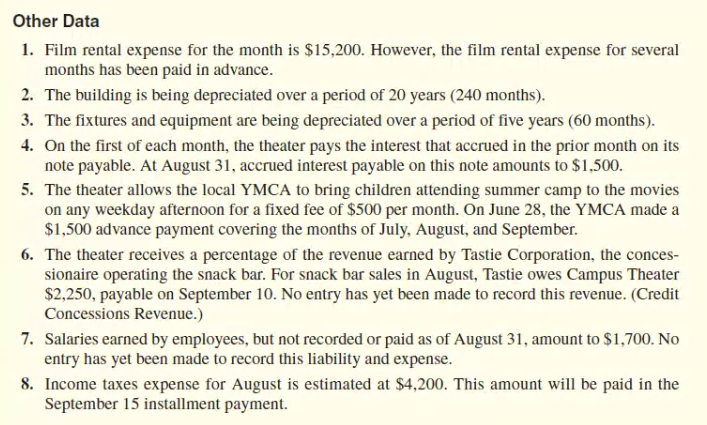 Other Data
1. Film rental expense for the month is $15,200. However, the film rental expense for several
months has been paid in advance.
2. The building is being depreciated over a period of 20 years (240 months).
3. The fixtures and equipment are being depreciated over a period of five years (60 months).
4. On the first of each month, the theater pays the interest that accrued in the prior month on its
note payable. At August 31, accrued interest payable on this note amounts to $1,500.
5. The theater allows the local YMCA to bring children attending summer camp to the movies
on any weekday afternoon for a fixed fee of $500 per month. On June 28, the YMCA made a
$1,500 advance payment covering the months of July, August, and September.
6. The theater receives a percentage of the revenue earned by Tastie Corporation, the conces-
sionaire operating the snack bar. For snack bar sales in August, Tastie owes Campus Theater
$2,250, payable on September 10. No entry has yet been made to record this revenue. (Credit
Concessions Revenue.)
7. Salaries earned by employees, but not recorded or paid as of August 31, amount to $1,700. No
entry has yet been made to record this liability and expense.
8. Income taxes expense for August is estimated at $4,200. This amount will be paid in the
September 15 installment payment.